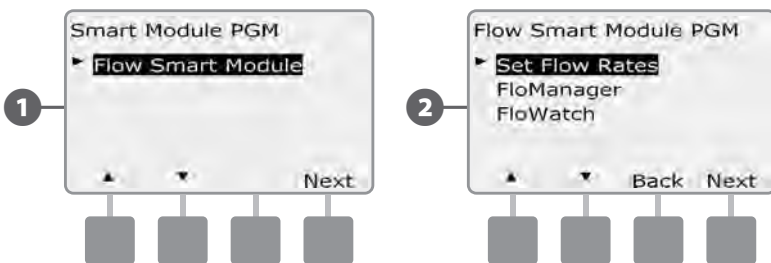 1
Smart Module PGM
► Flow Smart Module
▲ ▼ Next
2
Flow Smart Module PGM
► Set Flow Rates
FloManager
FloWatch
▲ ▼ Back Next